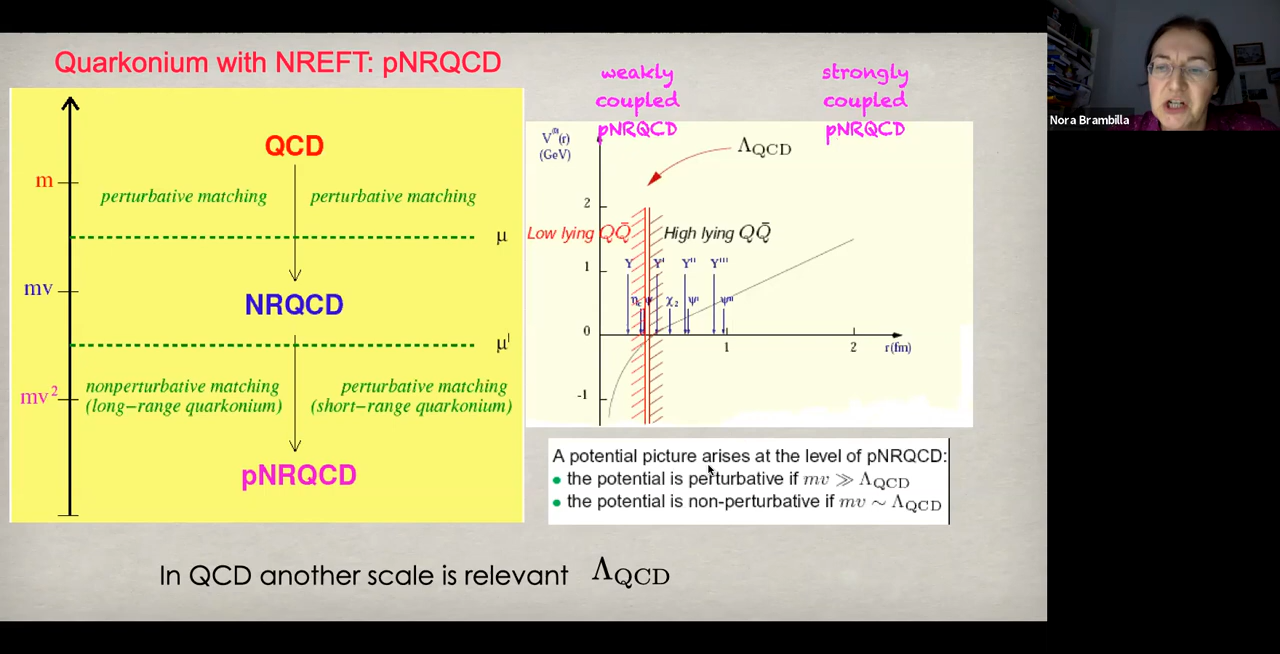 Quarkonium with NREFT: pNRQCD
QCD
m
perturbative matching
perturbative matching
μ
mv
NRQCD
μ'
mv²
nonperturbative matching
(long−range quarkonium)
perturbative matching
(short−range quarkonium)
pNRQCD
weakly
coupled
pNRQCD
strongly
coupled
pNRQCD
V⁽⁰⁾(r)
(GeV)
Λ_QCD
2
Low lying QQ̄
High lying QQ̄
1
Υ
Υ'
Υ''
Υ'''
η_c
ψ
χ₂
ψ'
ψ'''
0
1
2
r(fm)
-1
A potential picture arises at the level of pNRQCD:
• the potential is perturbative if mv ≫ Λ_QCD
• the potential is non-perturbative if mv ∼ Λ_QCD
In QCD another scale is relevant Λ_QCD
Nora Brambilla